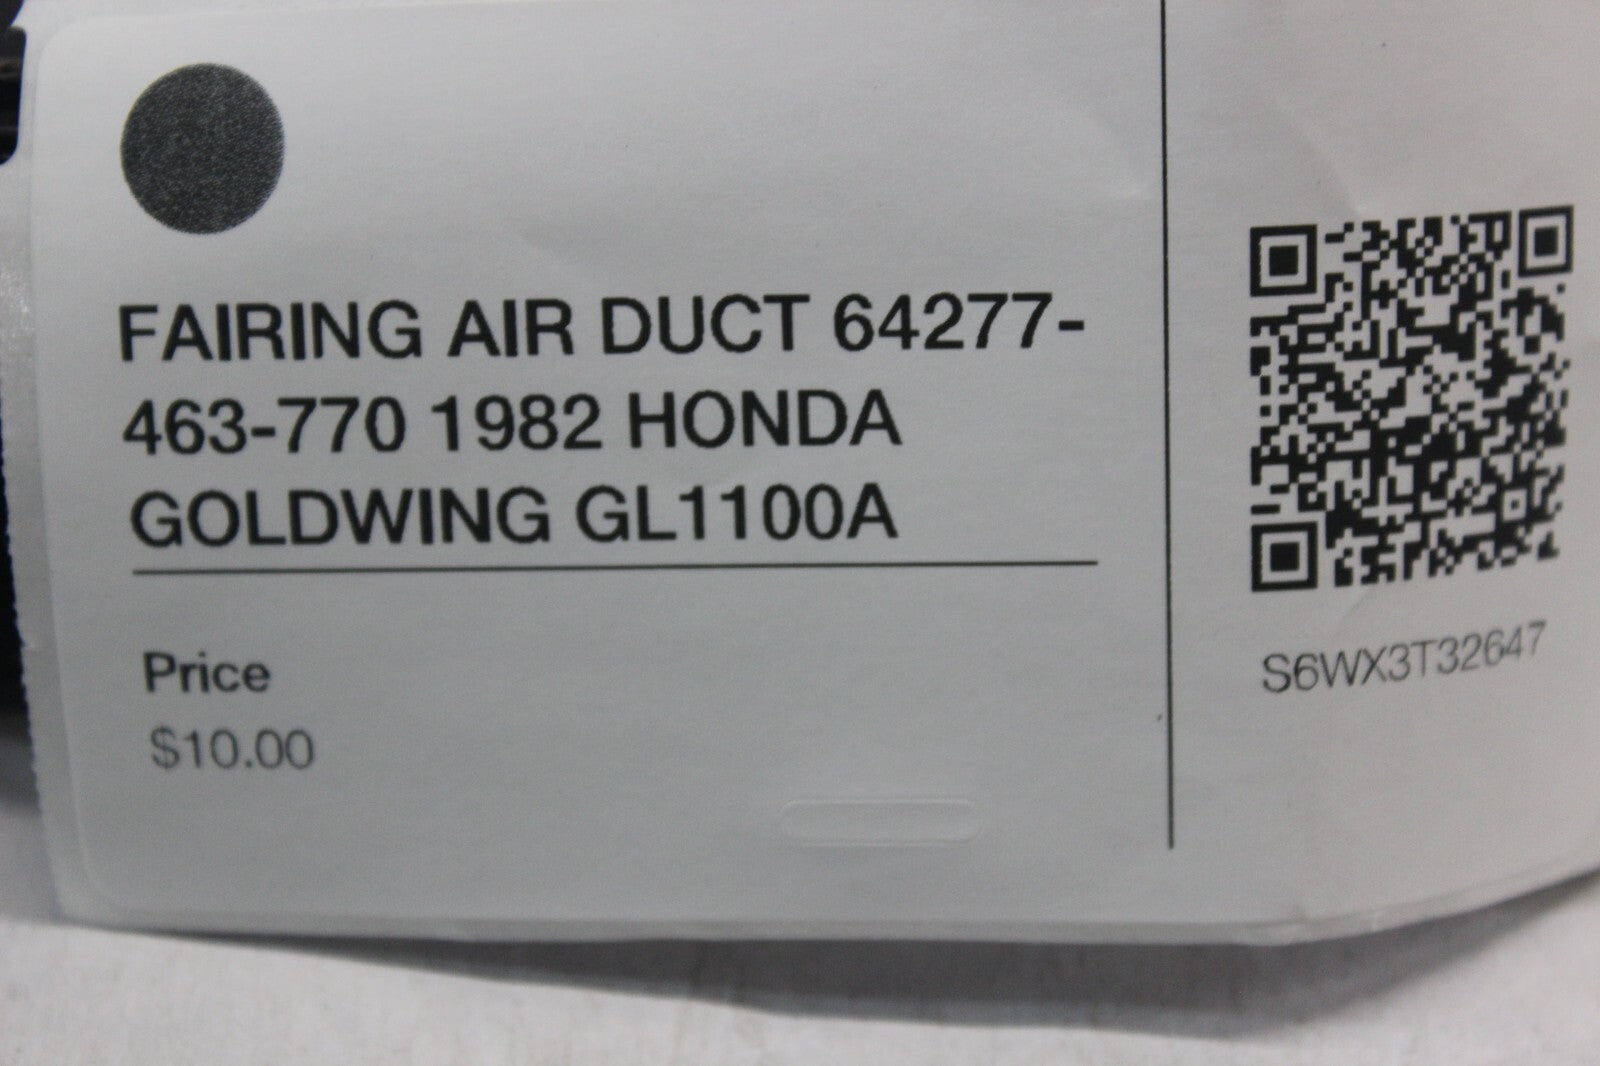 FAIRING AIR DUCT 64277-
463-770 1982 HONDA
GOLDWING GL1100A
Price
$10.00
S6WX3T32647